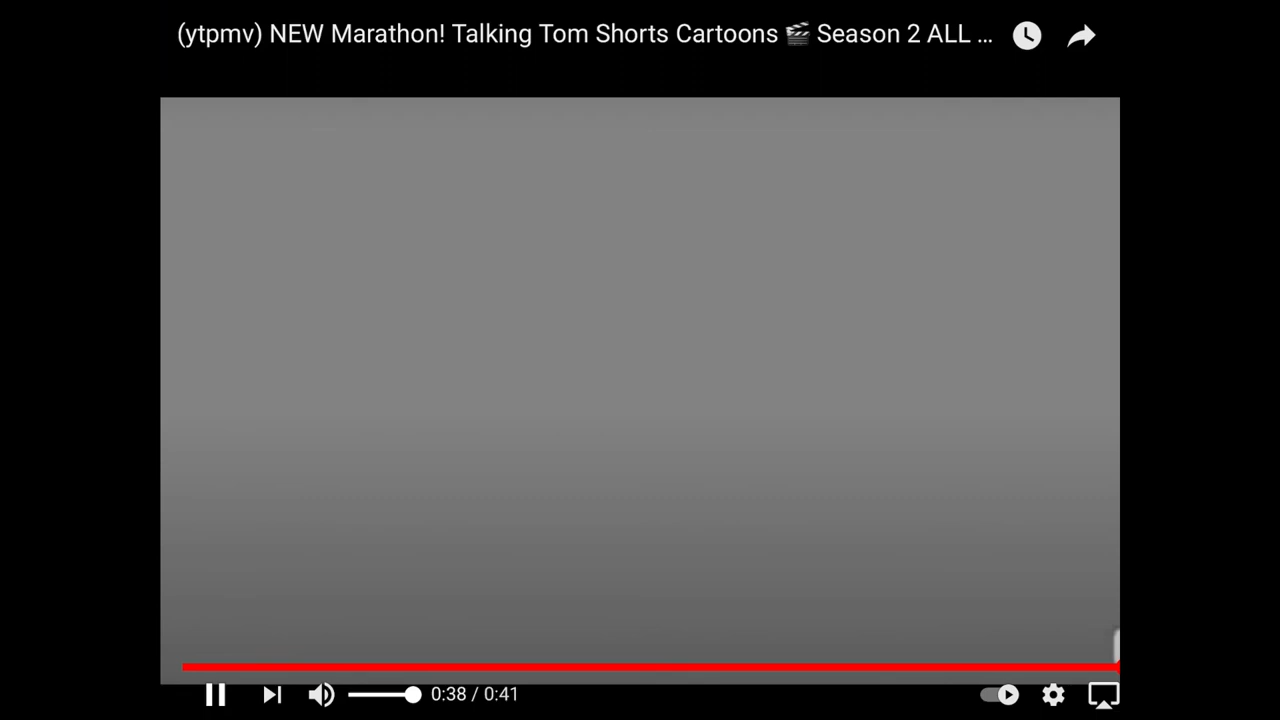 (ytpmv) NEW Marathon! Talking Tom Shorts Cartoons 🎬 Season 2 ALL ...
0:38 / 0:41